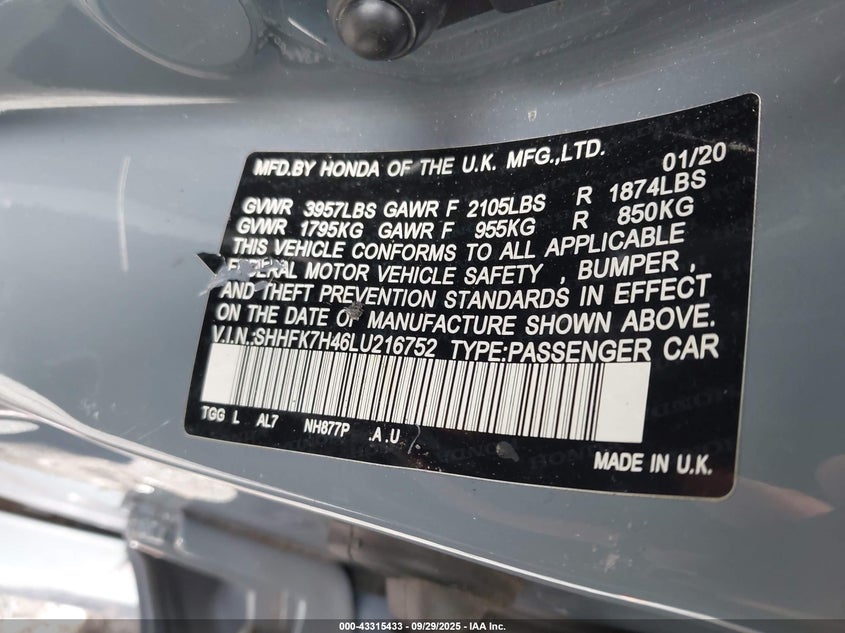 MFD.BY HONDA OF THE U.K. MFG.,LTD. 01/20
GVWR 3957LBS GAWR F 2105LBS R 1874LBS
GVWR 1795KG GAWR F 955KG R 850KG
THIS VEHICLE CONFORMS TO ALL APPLICABLE
FEDERAL MOTOR VEHICLE SAFETY , BUMPER ,
AND THEFT PREVENTION STANDARDS IN EFFECT
ON THE DATE OF MANUFACTURE SHOWN ABOVE.
V.I.N.:SHHFK7H46LU216752 TYPE:PASSENGER CAR
TGG L AL7 NH877P .A.U
MADE IN U.K.
000-43315433 - 09/29/2025 - IAA Inc.